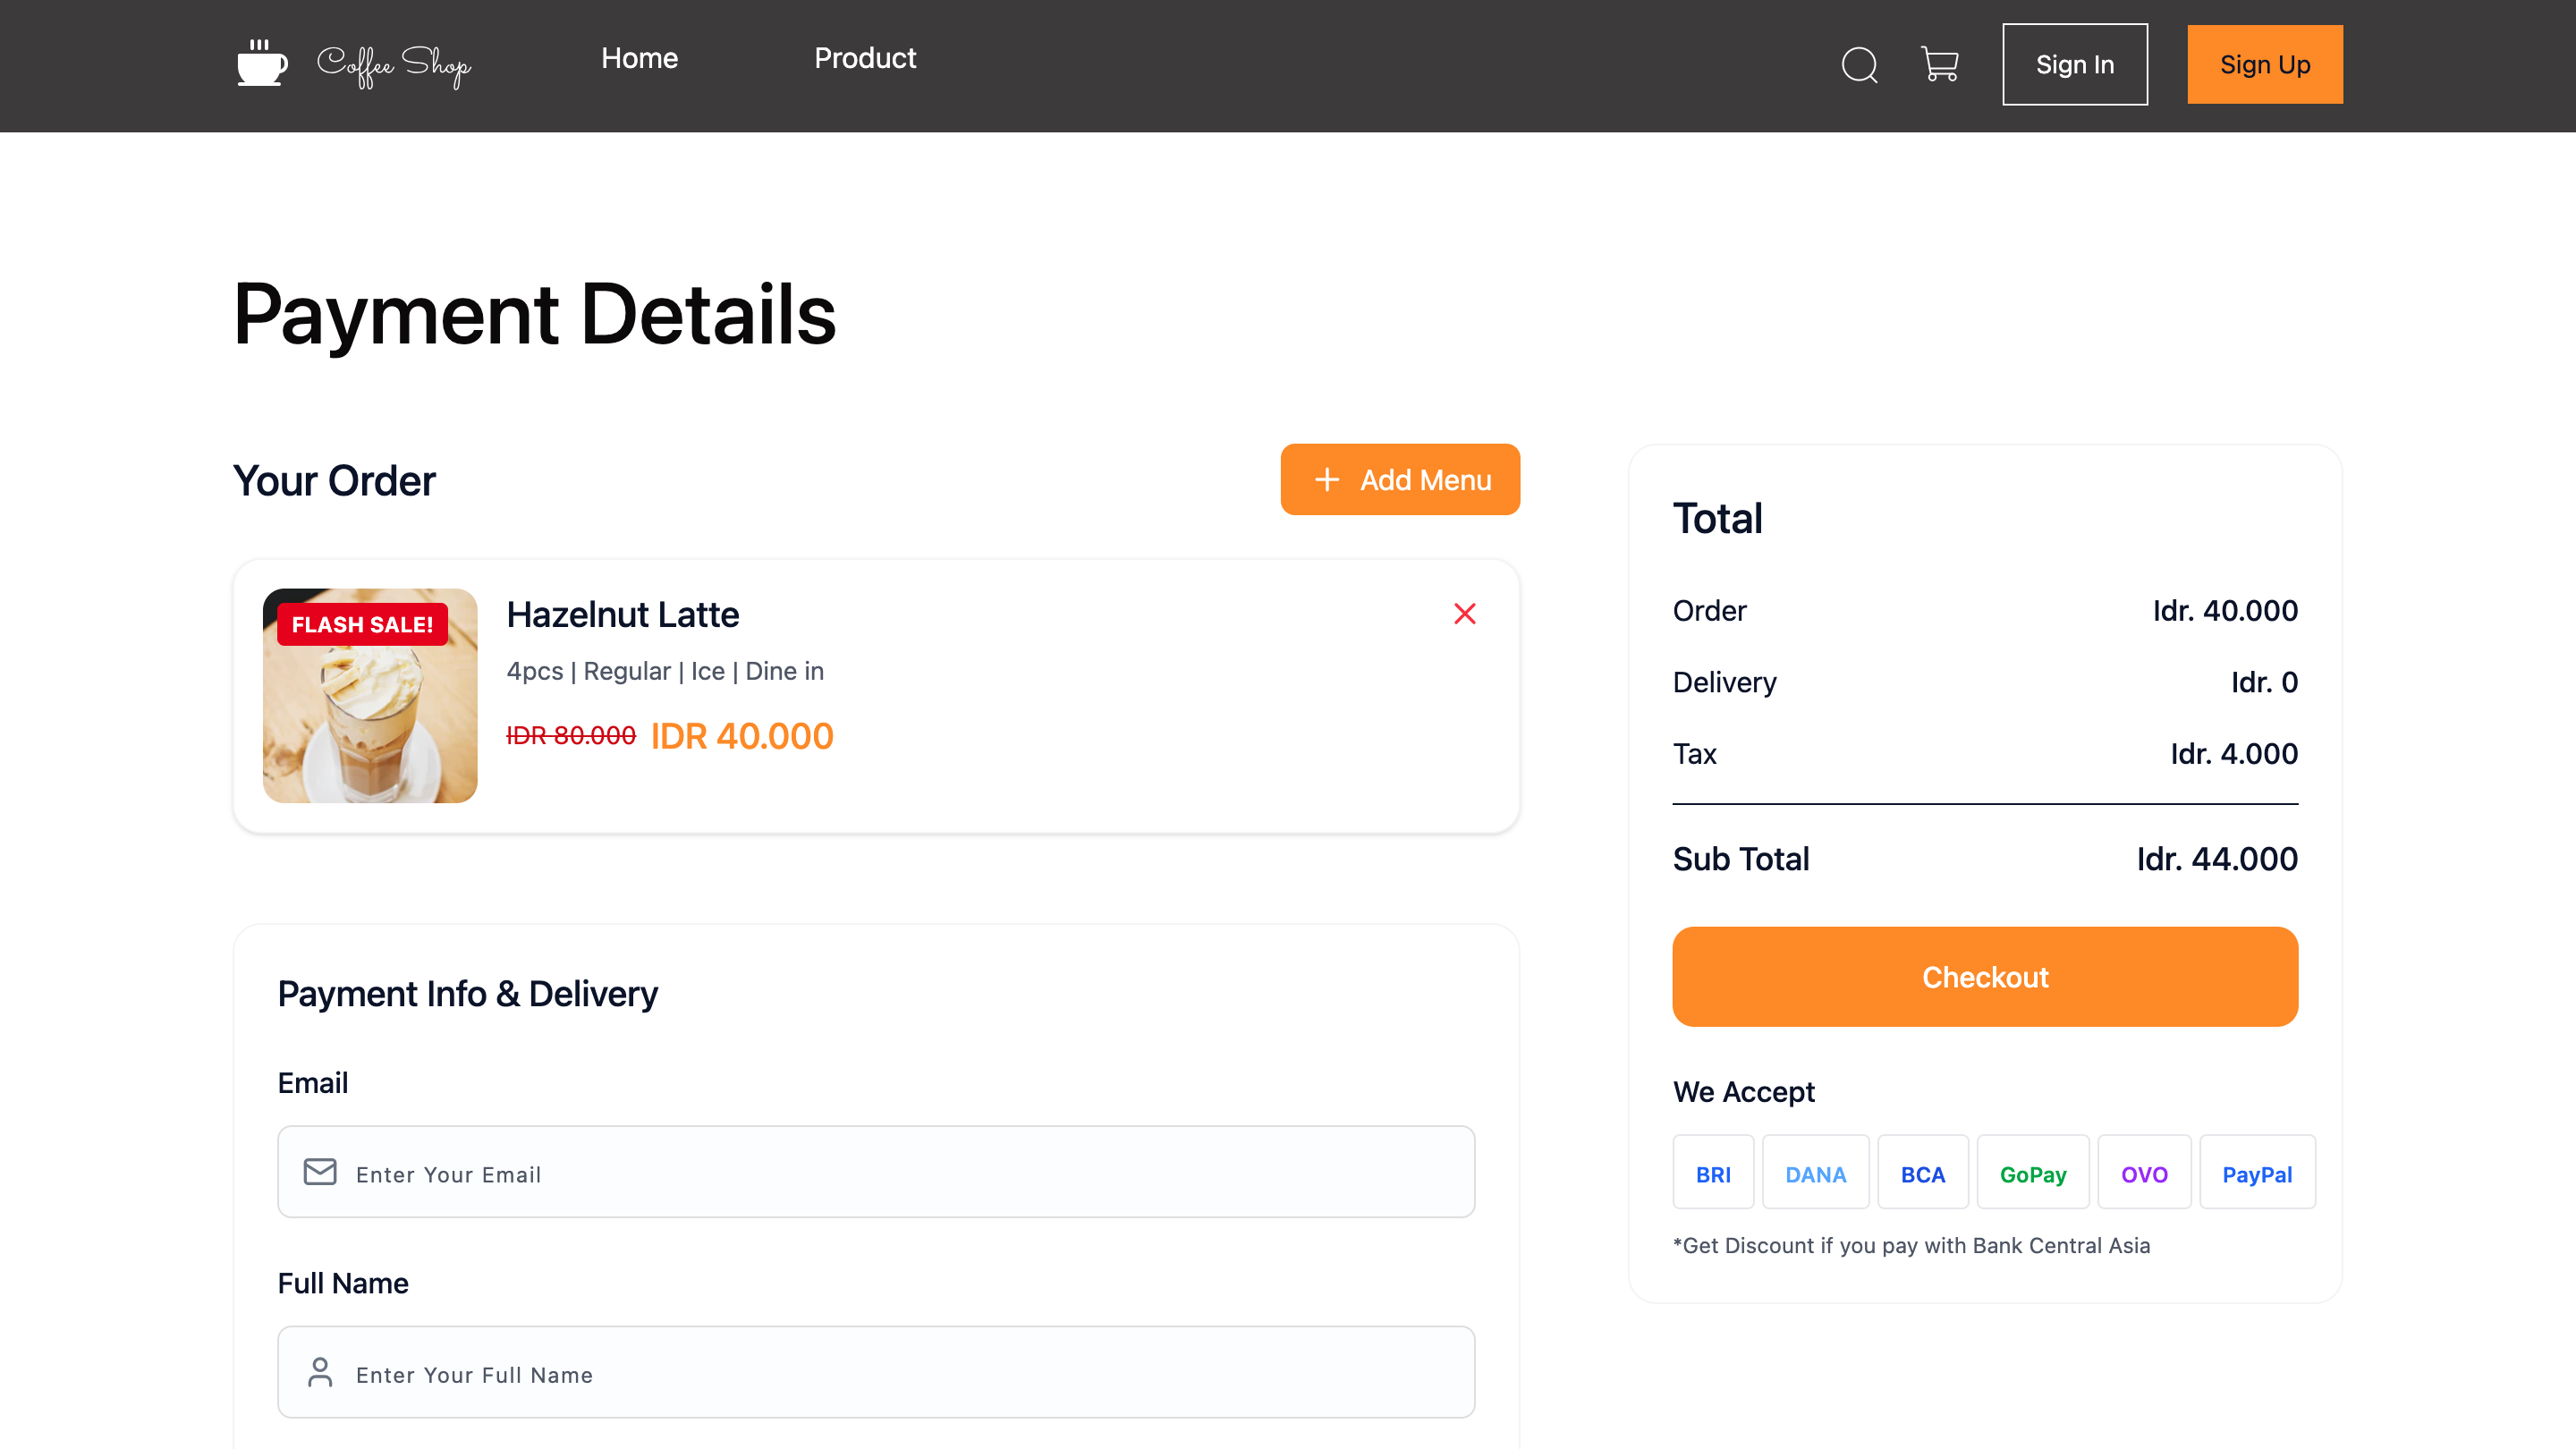 Coffee Shop
Home
Product
Sign In
Sign Up
Payment Details
Your Order
Add Menu
FLASH SALE!
Hazelnut Latte
4pcs | Regular | Ice | Dine in
IDR 80.000 IDR 40.000
Payment Info & Delivery
Email
Enter Your Email
Full Name
Enter Your Full Name
Total
Order Idr. 40.000
Delivery Idr. 0
Tax Idr. 4.000
Sub Total Idr. 44.000
Checkout
We Accept
BRI DANA BCA GoPay OVO PayPal
*Get Discount if you pay with Bank Central Asia